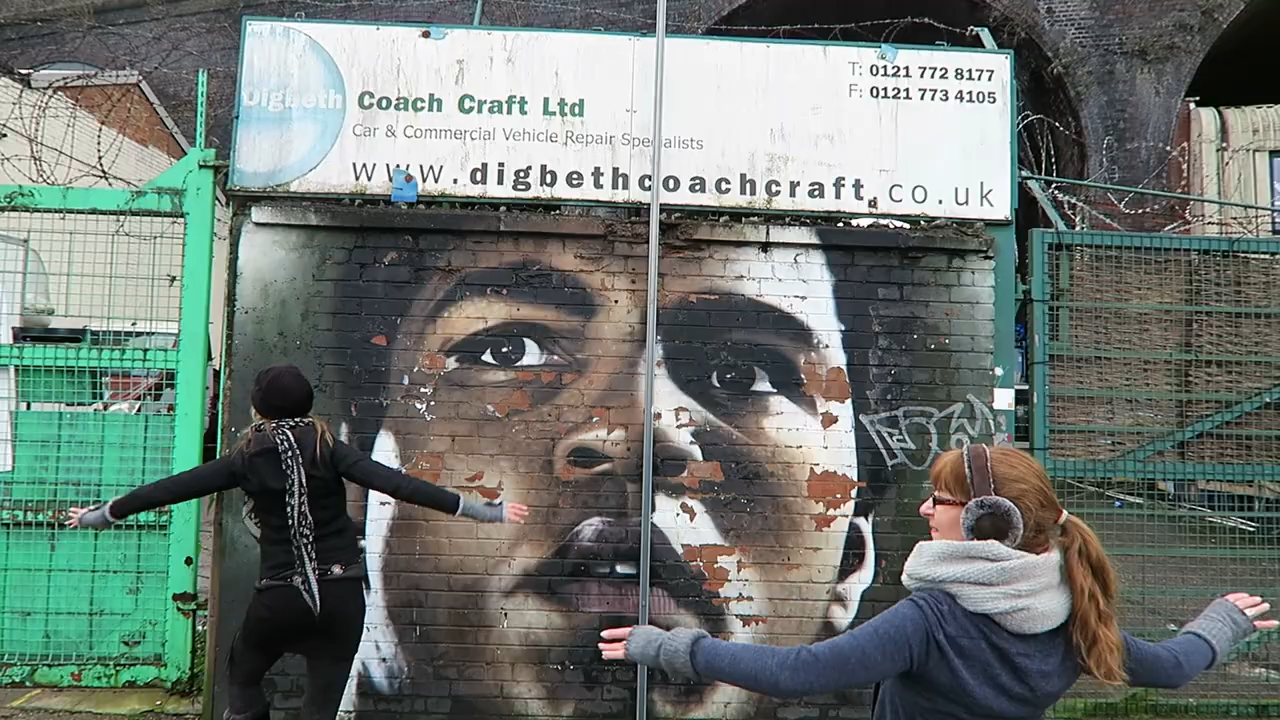 Digbeth Coach Craft Ltd
Car & Commercial Vehicle Repair Specialists
www.digbethcoachcraft.co.uk
T: 0121 772 8177
F: 0121 773 4105